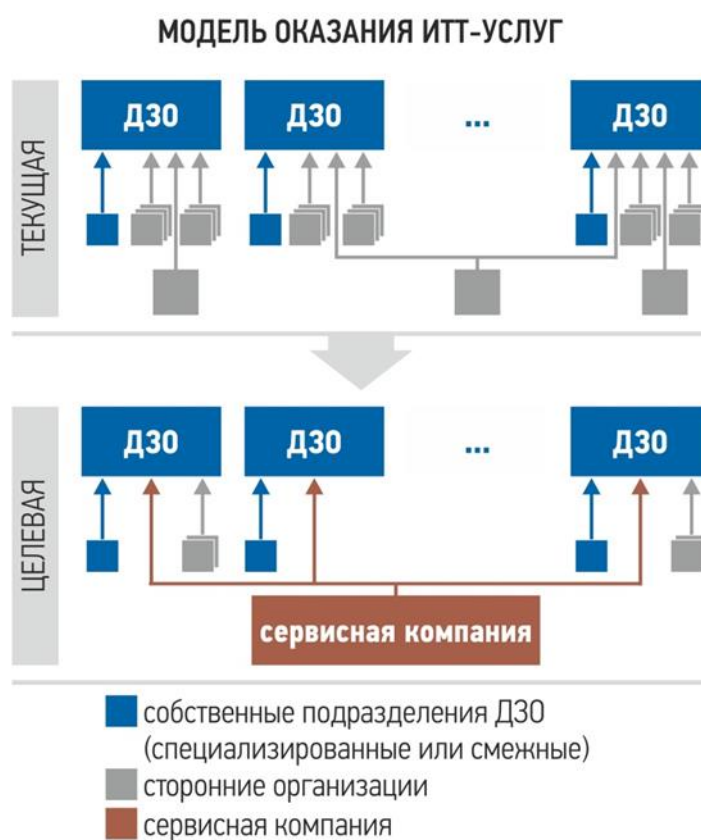 МОДЕЛЬ ОКАЗАНИЯ ИТТ-УСЛУГ
ТЕКУЩАЯ
ДЗО
ДЗО
...
ДЗО
ЦЕЛЕВАЯ
ДЗО
ДЗО
...
ДЗО
сервисная компания
собственные подразделения ДЗО
(специализированные или смежные)
сторонние организации
сервисная компания